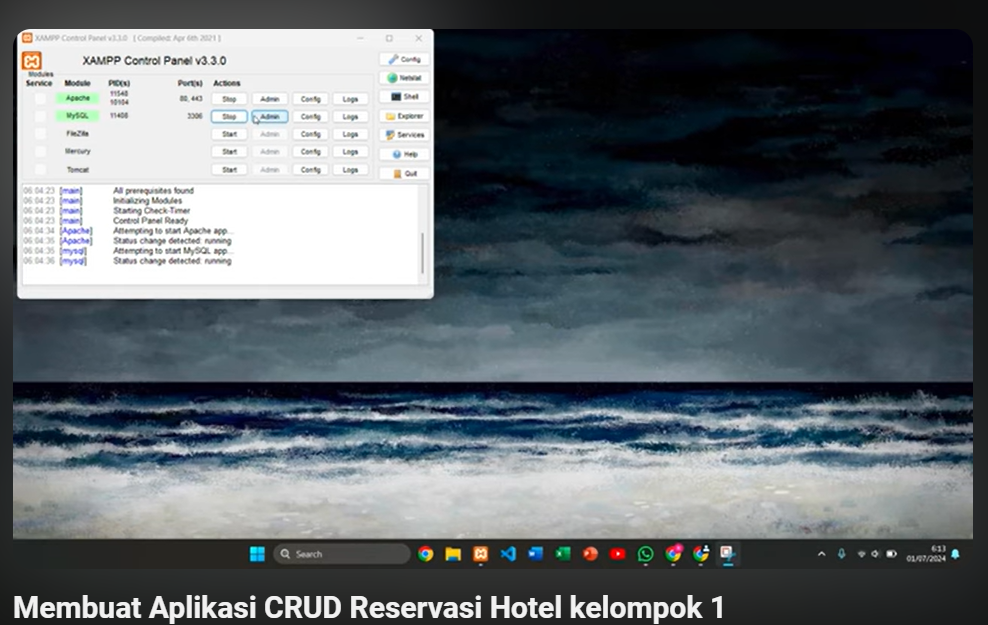 XAMPP Control Panel v3.3.0 [ Compiled: Apr 6th 2021 ]
XAMPP Control Panel v3.3.0
Config
Netstat
Shell
Explorer
Services
Help
Quit
Modules
Service Module PID(s) Port(s) Actions
Apache 11548 10104 80, 443 Stop Admin Config Logs
MySQL 11408 3306 Stop Admin Config Logs
FileZilla Start Admin Config Logs
Mercury Start Admin Config Logs
Tomcat Start Admin Config Logs
06:04:23 [main] All prerequisites found
06:04:23 [main] Initializing Modules
06:04:23 [main] Starting Check-Timer
06:04:23 [main] Control Panel Ready
06:04:34 [Apache] Attempting to start Apache app...
06:04:35 [Apache] Status change detected: running
06:04:35 [mysql] Attempting to start MySQL app...
06:04:36 [mysql] Status change detected: running
Search
6:13
01/07/2024
Membuat Aplikasi CRUD Reservasi Hotel kelompok 1